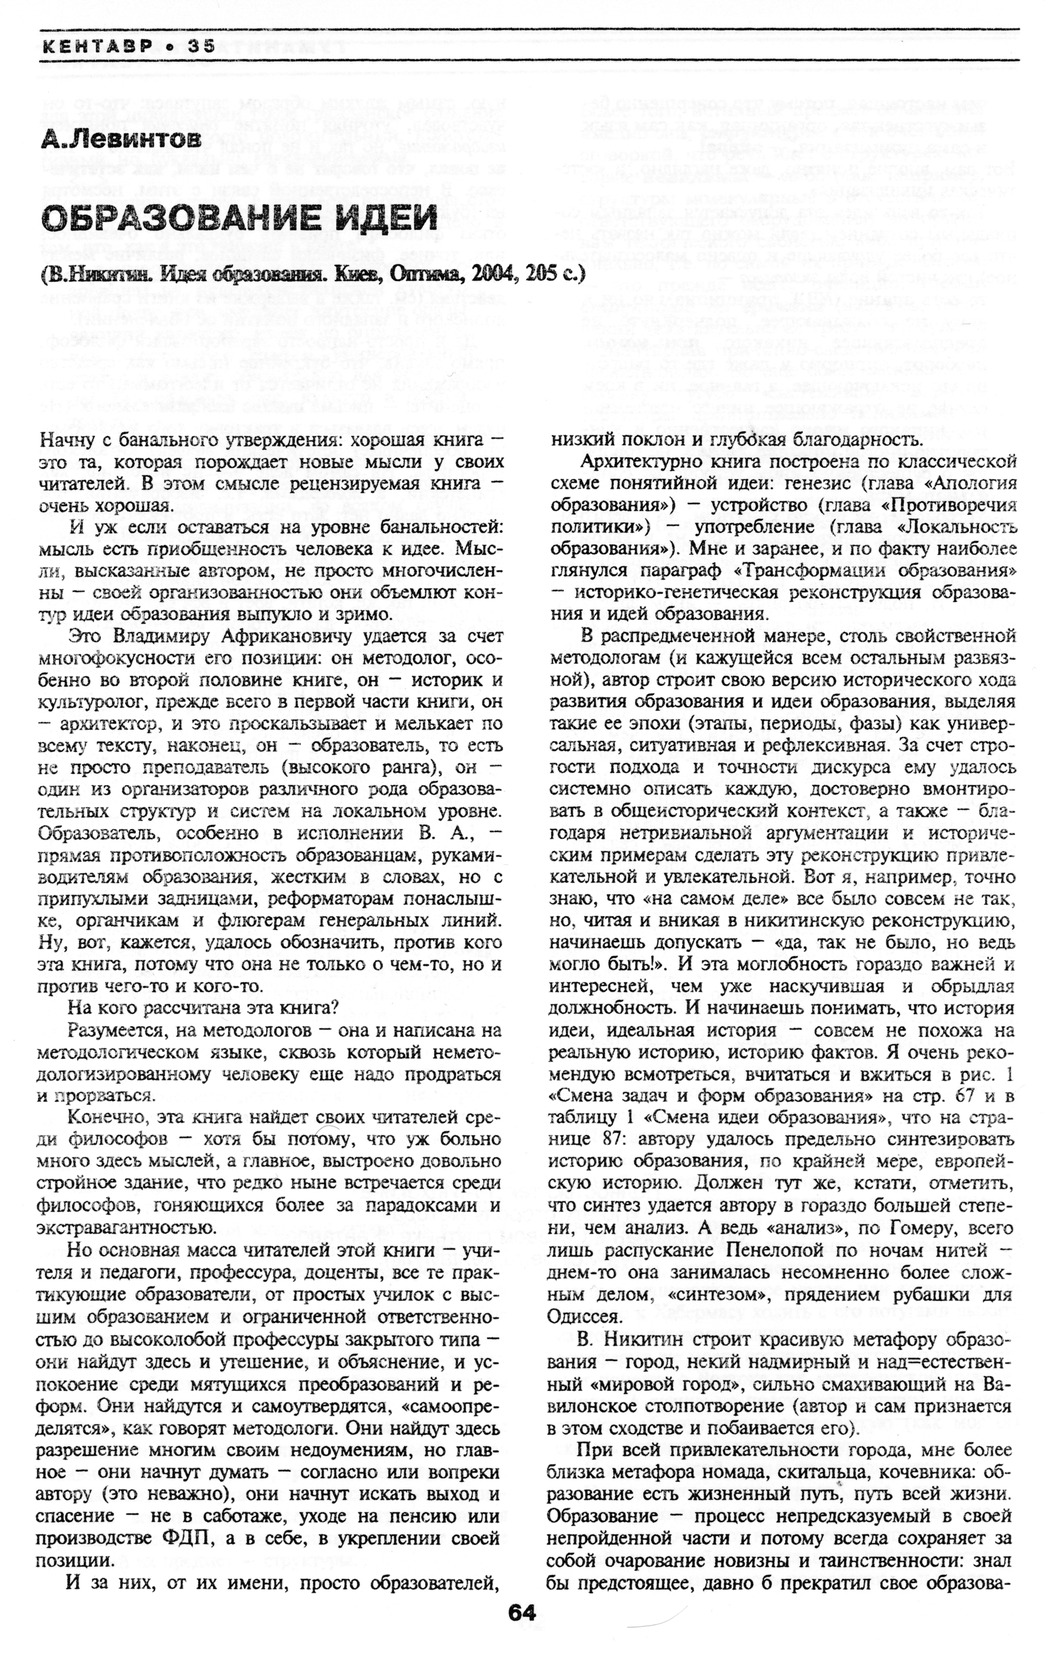 КЕНТАВР • 35
А.Левинтов
ОБРАЗОВАНИЕ ИДЕИ
(В.Никитин. Идея образования. Киев, Оптима, 2004, 205 с.)
Начну с банального утверждения: хорошая книга —
это та, которая порождает новые мысли у своих
читателей. В этом смысле рецензируемая книга —
очень хорошая.
И уж если оставаться на уровне банальностей:
мысль есть приобщенность человека к идее. Мыс-
ли, высказанные автором, не просто многочислен-
ны — своей организованностью они объемлют кон-
тур идеи образования выпукло и зримо.
Это Владимиру Африкановичу удается за счет
многофокусности его позиции: он методолог, осо-
бенно во второй половине книге, он — историк и
культуролог, прежде всего в первой части книги, он
— архитектор, и это проскальзывает и мелькает по
всему тексту, наконец, он — образователь, то есть
не просто преподаватель (высокого ранга), он —
один из организаторов различного рода образова-
тельных структур и систем на локальном уровне.
Образователь, особенно в исполнении В. А., —
прямая противоположность образованцам, руками-
водителям образования, жестким в словах, но с
припухлыми задницами, реформаторам понаслыш-
ке, органчикам и флюгерам генеральных линий.
Ну, вот, кажется, удалось обозначить, против кого
эта книга, потому что она не только о чем-то, но и
против чего-то и кого-то.
На кого рассчитана эта книга?
Разумеется, на методологов — она и написана на
методологическом языке, сквозь который немето-
дологизированному человеку еще надо продраться
и прорваться.
Конечно, эта книга найдет своих читателей сре-
ди философов — хотя бы потому, что уж больно
много здесь мыслей, а главное, выстроено довольно
стройное здание, что редко ныне встречается среди
философов, гоняющихся более за парадоксами и
экстравагантностью.
Но основная масса читателей этой книги — учи-
теля и педагоги, профессура, доценты, все те прак-
тикующие образователи, от простых училок с выс-
шим образованием и ограниченной ответственно-
стью до высоколобой профессуры закрытого типа —
они найдут здесь и утешение, и объяснение, и ус-
покоение среди мятущихся преобразований и ре-
форм. Они найдутся и самоутвердятся, «самоопре-
делятся», как говорят методологи. Они найдут здесь
разрешение многим своим недоумениям, но глав-
ное — они начнут думать — согласно или вопреки
автору (это неважно), они начнут искать выход и
спасение — не в саботаже, уходе на пенсию или
производстве ФДП, а в себе, в укреплении своей
позиции.
И за них, от их имени, просто образователей,
низкий поклон и глубокая благодарность.
Архитектурно книга построена по классической
схеме понятийной идеи: генезис (глава «Апология
образования») — устройство (глава «Противоречия
политики») — употребление (глава «Локальность
образования»). Мне и заранее, и по факту наиболее
глянулся параграф «Трансформации образования»
— историко-генетическая реконструкция образова-
ния и идей образования.
В распредмеченной манере, столь свойственной
методологам (и кажущейся всем остальным развяз-
ной), автор строит свою версию исторического хода
развития образования и идеи образования, выделяя
такие ее эпохи (этапы, периоды, фазы) как универ-
сальная, ситуативная и рефлексивная. За счет стро-
гости подхода и точности дискурса ему удалось
системно описать каждую, достоверно вмонтиро-
вать в общеисторический контекст, а также — бла-
годаря нетривиальной аргументации и историче-
ским примерам сделать эту реконструкцию привле-
кательной и увлекательной. Вот я, например, точно
знаю, что «на самом деле» все было совсем не так,
но, читая и вникая в никитинскую реконструкцию,
начинаешь допускать — «да, так не было, но ведь
могло быть!». И эта моглобность гораздо важней и
интересней, чем уже наскучившая и обрыдлая
должнобность. И начинаешь понимать, что история
идеи, идеальная история — совсем не похожа на
реальную историю, историю фактов. Я очень реко-
мендую всмотреться, вчитаться и вжиться в рис. 1
«Смена задач и форм образования» на стр. 67 и в
таблицу 1 «Смена идеи образования», что на стра-
нице 87: автору удалось предельно синтезировать
историю образования, по крайней мере, европей-
скую историю. Должен тут же, кстати, отметить,
что синтез удается автору в гораздо большей степе-
ни, чем анализ. А ведь «анализ», по Гомеру, всего
лишь распускание Пенелопой по ночам нитей —
днем-то она занималась несомненно более слож-
ным делом, «синтезом», прядением рубашки для
Одиссея.
В. Никитин строит красивую метафору образо-
вания — город, некий надмирный и над=естествен-
ный «мировой город», сильно смахивающий на Ва-
вилонское столпотворение (автор и сам признается
в этом сходстве и побаивается его).
При всей привлекательности города, мне более
близка метафора номада, скитальца, кочевника: об-
разование есть жизненный путь, путь всей жизни.
Образование — процесс непредсказуемый в своей
непройденной части и потому всегда сохраняет за
собой очарование новизны и таинственности: знал
бы предстоящее, давно б прекратил свое образова-
64